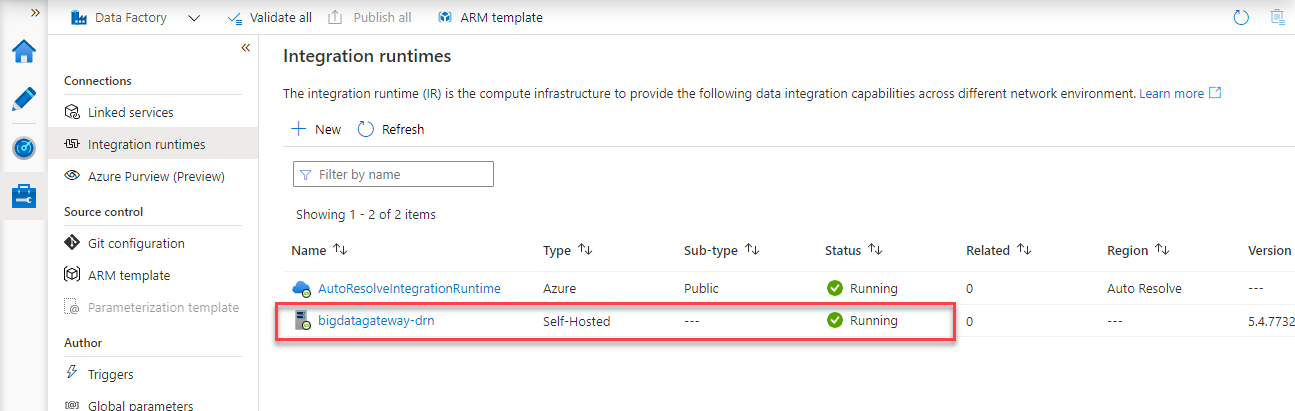 »
Data Factory
Validate all
Publish all
ARM template
«
Connections
Linked services
Integration runtimes
Azure Purview (Preview)
Source control
Git configuration
ARM template
Parameterization template
Author
Triggers
Global parameters
Integration runtimes
The integration runtime (IR) is the compute infrastructure to provide the following data integration capabilities across different network environment. Learn more
New Refresh
Filter by name
Showing 1 - 2 of 2 items
Name Type Sub-type Status Related Region Version
AutoResolveIntegrationRuntime Azure Public Running 0 Auto Resolve ---
bigdatagateway-drn Self-Hosted --- Running 0 --- 5.4.7732